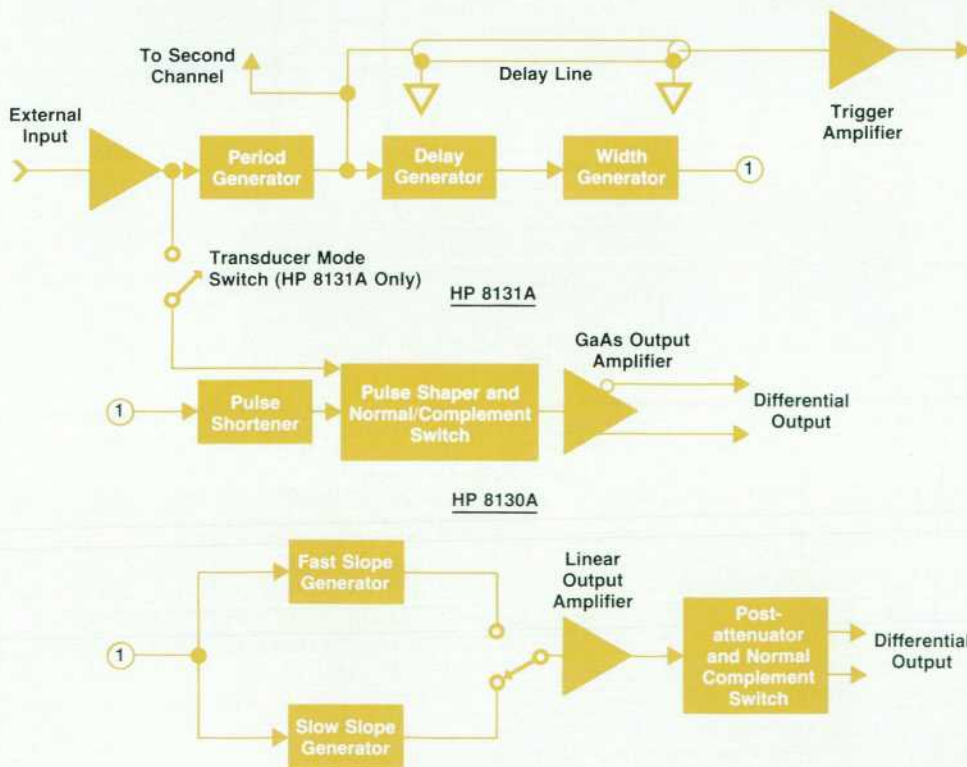 To Second
Channel
Delay Line
Trigger
Amplifier
External
Input
Period
Generator
Delay
Generator
Width
Generator
1
Transducer Mode
Switch (HP 8131A Only)
HP 8131A
GaAs Output
Amplifier
1
Pulse
Shortener
Pulse Shaper and
Normal/Complement
Switch
Differential
Output
HP 8130A
Fast Slope
Generator
Linear
Output
Amplifier
1
Post-
attenuator
and Normal
Complement
Switch
Differential
Output
Slow Slope
Generator